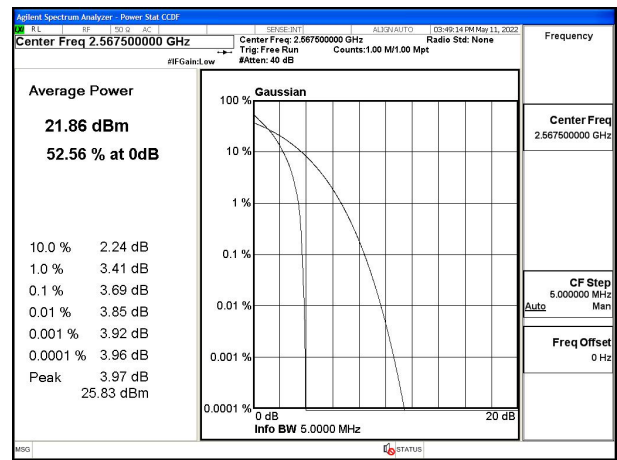 Agilent Spectrum Analyzer - Power Stat CCDF
RL RF 50 Ω AC SENSE:INT ALIGNAUTO 03:49:14 PM May 11, 2022
Center Freq 2.567500000 GHz
Center Freq: 2.567500000 GHz Radio Std: None
Trig: Free Run Counts:1.00 M/1.00 Mpt
#IFGain:Low #Atten: 40 dB
Frequency
Average Power
21.86 dBm
52.56 % at 0dB
10.0 % 2.24 dB
1.0 % 3.41 dB
0.1 % 3.69 dB
0.01 % 3.85 dB
0.001 % 3.92 dB
0.0001 % 3.96 dB
Peak 3.97 dB
25.83 dBm
Gaussian
100 %
10 %
1 %
0.1 %
0.01 %
0.001 %
0.0001 %
0 dB 20 dB
Info BW 5.0000 MHz
Center Freq
2.567500000 GHz
CF Step
5.000000 MHz
Auto Man
Freq Offset
0 Hz
MSG STATUS